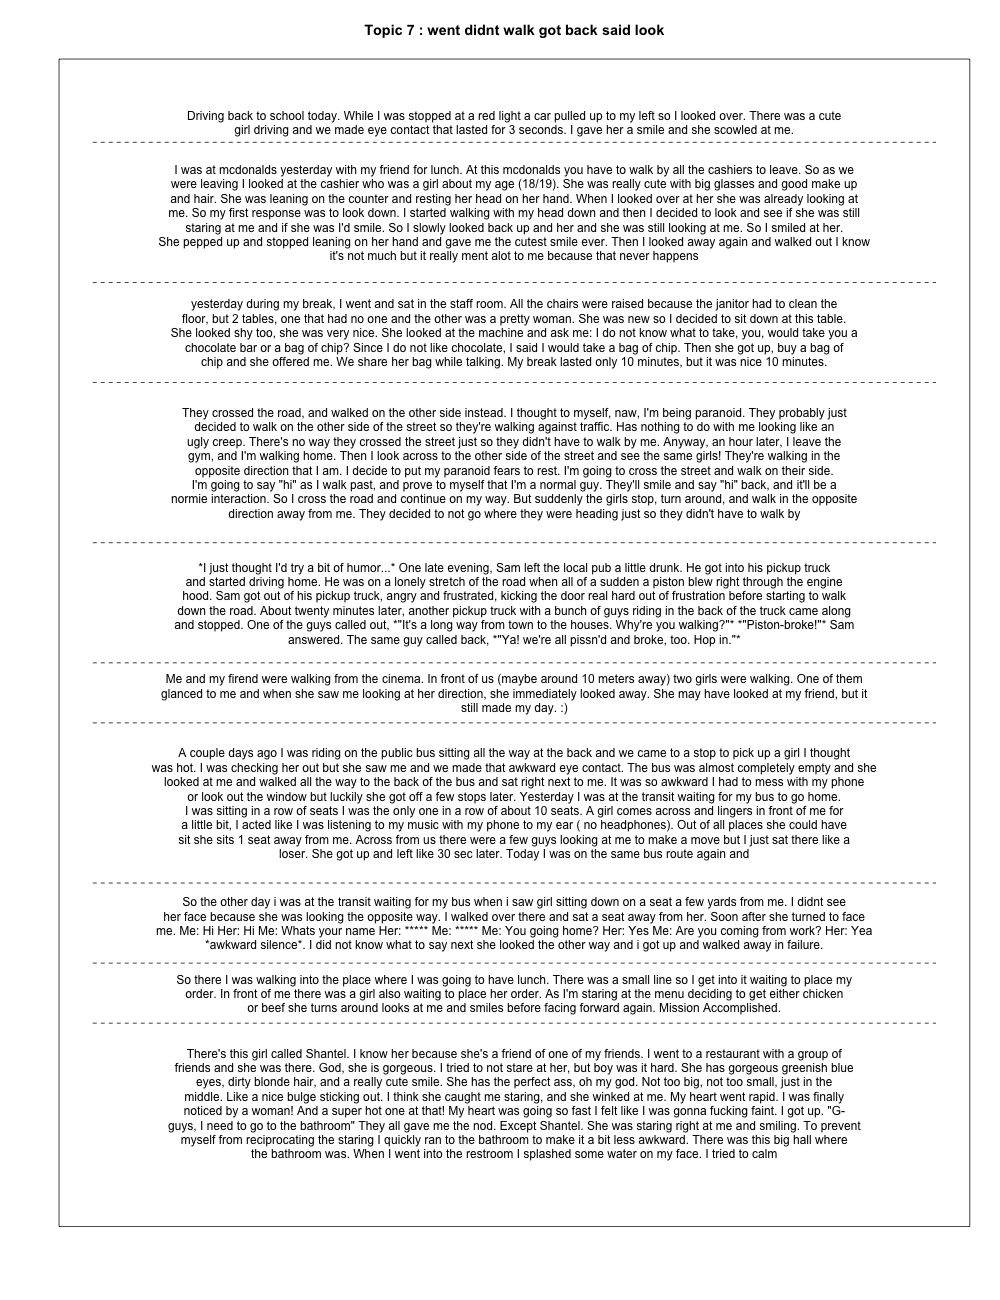 Topic 7 : went didnt walk got back said look
Driving back to school today. While I was stopped at a red light a car pulled up to my left so I looked over. There was a cute
girl driving and we made eye contact that lasted for 3 seconds. I gave her a smile and she scowled at me.
I was at mcdonalds yesterday with my friend for lunch. At this mcdonalds you have to walk by all the cashiers to leave. So as we
were leaving I looked at the cashier who was a girl about my age (18/19). She was really cute with big glasses and good make up
and hair. She was leaning on the counter and resting her head on her hand. When I looked over at her she was already looking at
me. So my first response was to look down. I started walking with my head down and then I decided to look and see if she was still
staring at me and if she was I'd smile. So I slowly looked back up and her and she was still looking at me. So I smiled at her.
She pepped up and stopped leaning on her hand and gave me the cutest smile ever. Then I looked away again and walked out I know
it's not much but it really ment alot to me because that never happens
yesterday during my break, I went and sat in the staff room. All the chairs were raised because the janitor had to clean the
floor, but 2 tables, one that had no one and the other was a pretty woman. She was new so I decided to sit down at this table.
She looked shy too, she was very nice. She looked at the machine and ask me: I do not know what to take, you, would take you a
chocolate bar or a bag of chip? Since I do not like chocolate, I said I would take a bag of chip. Then she got up, buy a bag of
chip and she offered me. We share her bag while talking. My break lasted only 10 minutes, but it was nice 10 minutes.
They crossed the road, and walked on the other side instead. I thought to myself, naw, I'm being paranoid. They probably just
decided to walk on the other side of the street so they're walking against traffic. Has nothing to do with me looking like an
ugly creep. There's no way they crossed the street just so they didn't have to walk by me. Anyway, an hour later, I leave the
gym, and I'm walking home. Then I look across to the other side of the street and see the same girls! They're walking in the
opposite direction that I am. I decide to put my paranoid fears to rest. I'm going to cross the street and walk on their side.
I'm going to say "hi" as I walk past, and prove to myself that I'm a normal guy. They'll smile and say "hi" back, and it'll be a
normie interaction. So I cross the road and continue on my way. But suddenly the girls stop, turn around, and walk in the opposite
direction away from me. They decided to not go where they were heading just so they didn't have to walk by
*I just thought I'd try a bit of humor...* One late evening, Sam left the local pub a little drunk. He got into his pickup truck
and started driving home. He was on a lonely stretch of the road when all of a sudden a piston blew right through the engine
hood. Sam got out of his pickup truck, angry and frustrated, kicking the door real hard out of frustration before starting to walk
down the road. About twenty minutes later, another pickup truck with a bunch of guys riding in the back of the truck came along
and stopped. One of the guys called out, *"It's a long way from town to the houses. Why're you walking?"* *"Piston-broke!"* Sam
answered. The same guy called back, *"Ya! we're all pissn'd and broke, too. Hop in."*
Me and my firend were walking from the cinema. In front of us (maybe around 10 meters away) two girls were walking. One of them
glanced to me and when she saw me looking at her direction, she immediately looked away. She may have looked at my friend, but it
still made my day. :)
A couple days ago I was riding on the public bus sitting all the way at the back and we came to a stop to pick up a girl I thought
was hot. I was checking her out but she saw me and we made that awkward eye contact. The bus was almost completely empty and she
looked at me and walked all the way to the back of the bus and sat right next to me. It was so awkward I had to mess with my phone
or look out the window but luckily she got off a few stops later. Yesterday I was at the transit waiting for my bus to go home.
I was sitting in a row of seats I was the only one in a row of about 10 seats. A girl comes across and lingers in front of me for
a little bit, I acted like I was listening to my music with my phone to my ear ( no headphones). Out of all places she could have
sit she sits 1 seat away from me. Across from us there were a few guys looking at me to make a move but I just sat there like a
loser. She got up and left like 30 sec later. Today I was on the same bus route again and
So the other day i was at the transit waiting for my bus when i saw girl sitting down on a seat a few yards from me. I didnt see
her face because she was looking the opposite way. I walked over there and sat a seat away from her. Soon after she turned to face
me. Me: Hi Her: Hi Me: Whats your name Her: ***** Me: ***** Me: You going home? Her: Yes Me: Are you coming from work? Her: Yea
*awkward silence*. I did not know what to say next she looked the other way and i got up and walked away in failure.
So there I was walking into the place where I was going to have lunch. There was a small line so I get into it waiting to place my
order. In front of me there was a girl also waiting to place her order. As I'm staring at the menu deciding to get either chicken
or beef she turns around looks at me and smiles before facing forward again. Mission Accomplished.
There's this girl called Shantel. I know her because she's a friend of one of my friends. I went to a restaurant with a group of
friends and she was there. God, she is gorgeous. I tried to not stare at her, but boy was it hard. She has gorgeous greenish blue
eyes, dirty blonde hair, and a really cute smile. She has the perfect ass, oh my god. Not too big, not too small, just in the
middle. Like a nice bulge sticking out. I think she caught me staring, and she winked at me. My heart went rapid. I was finally
noticed by a woman! And a super hot one at that! My heart was going so fast I felt like I was gonna fucking faint. I got up. "G-
guys, I need to go to the bathroom" They all gave me the nod. Except Shantel. She was staring right at me and smiling. To prevent
myself from reciprocating the staring I quickly ran to the bathroom to make it a bit less awkward. There was this big hall where
the bathroom was. When I went into the restroom I splashed some water on my face. I tried to calm